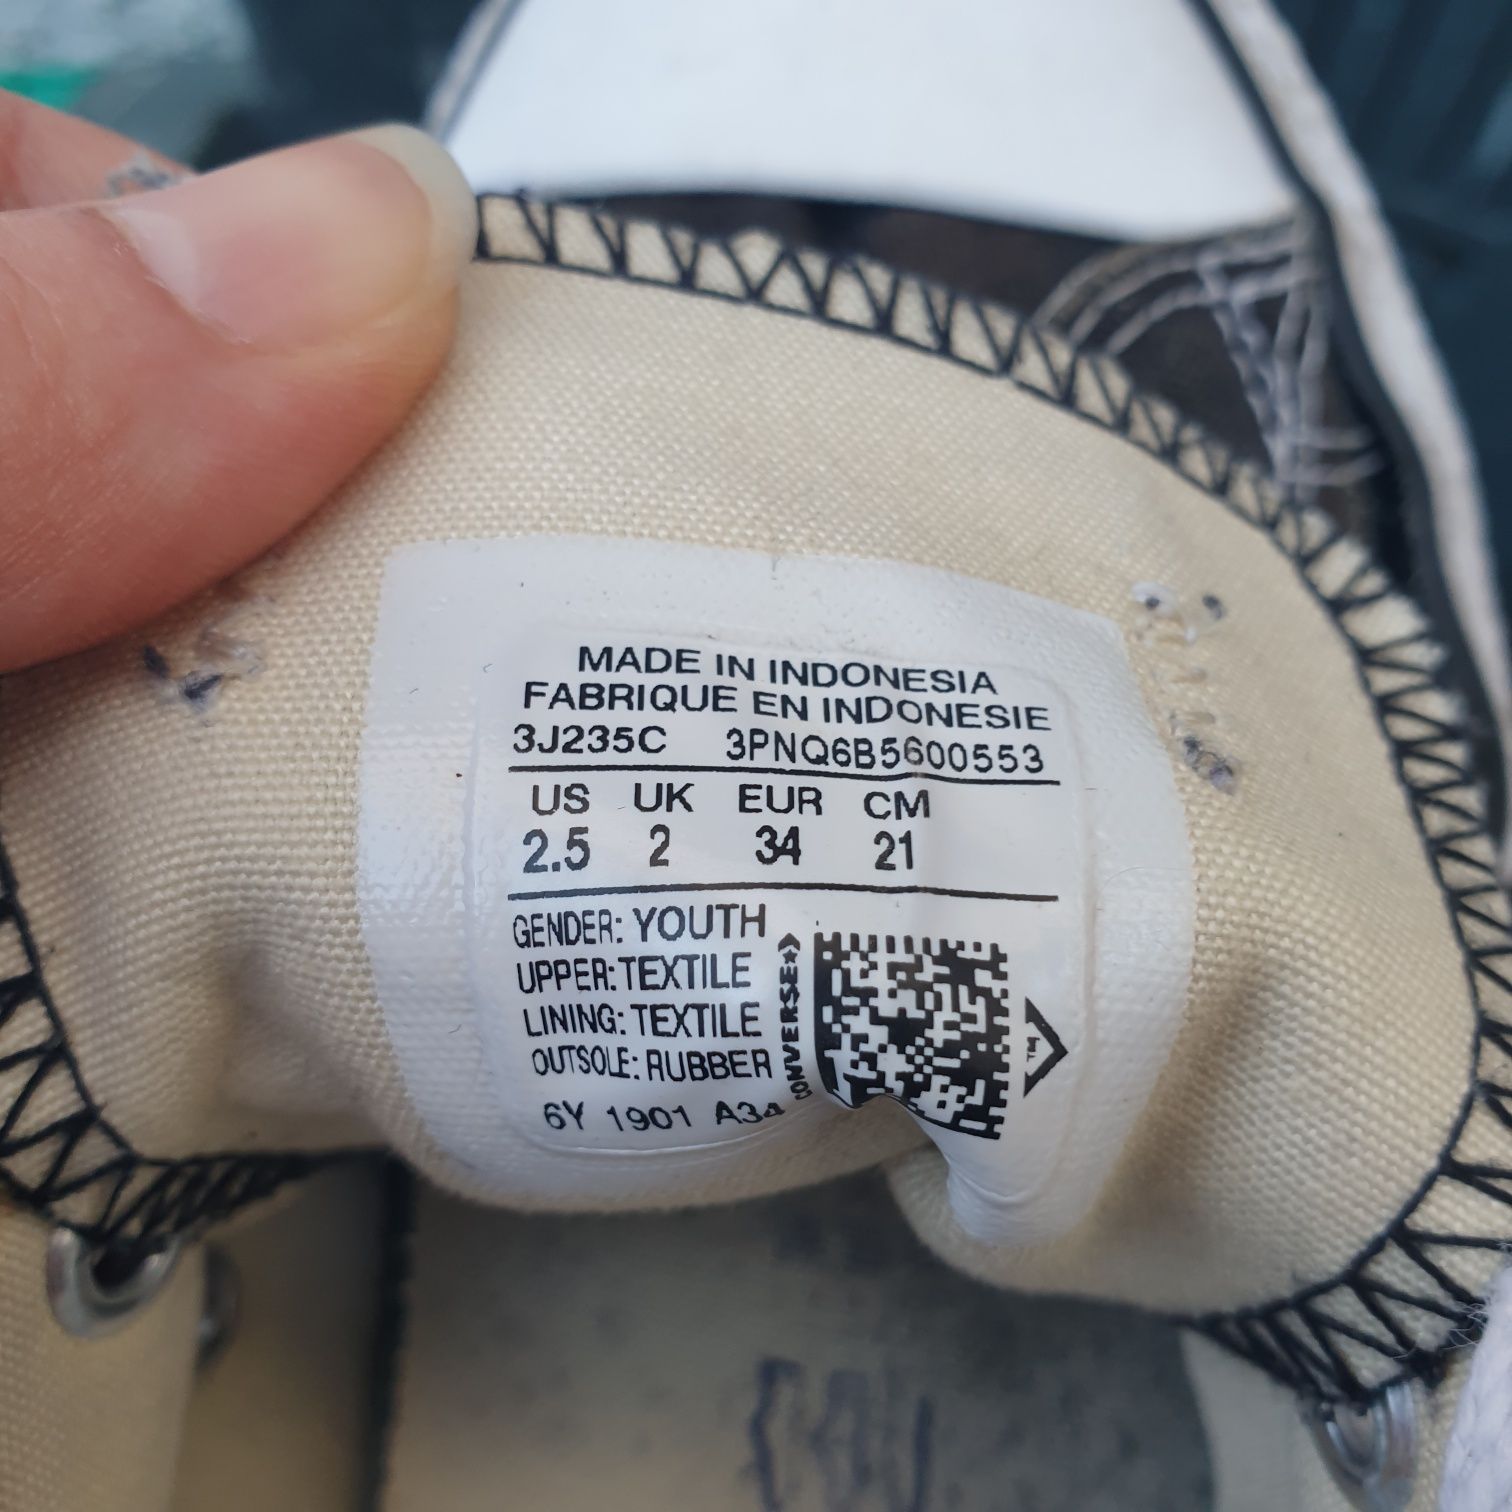 MADE IN INDONESIA
FABRIQUE EN INDONESIE
3J235C 3PNQ6B5600553
US UK EUR CM
2.5 2 34 21
GENDER: YOUTH
UPPER: TEXTILE
LINING: TEXTILE
OUTSOLE: RUBBER
6Y 1901 A34
CONVERSE
TM